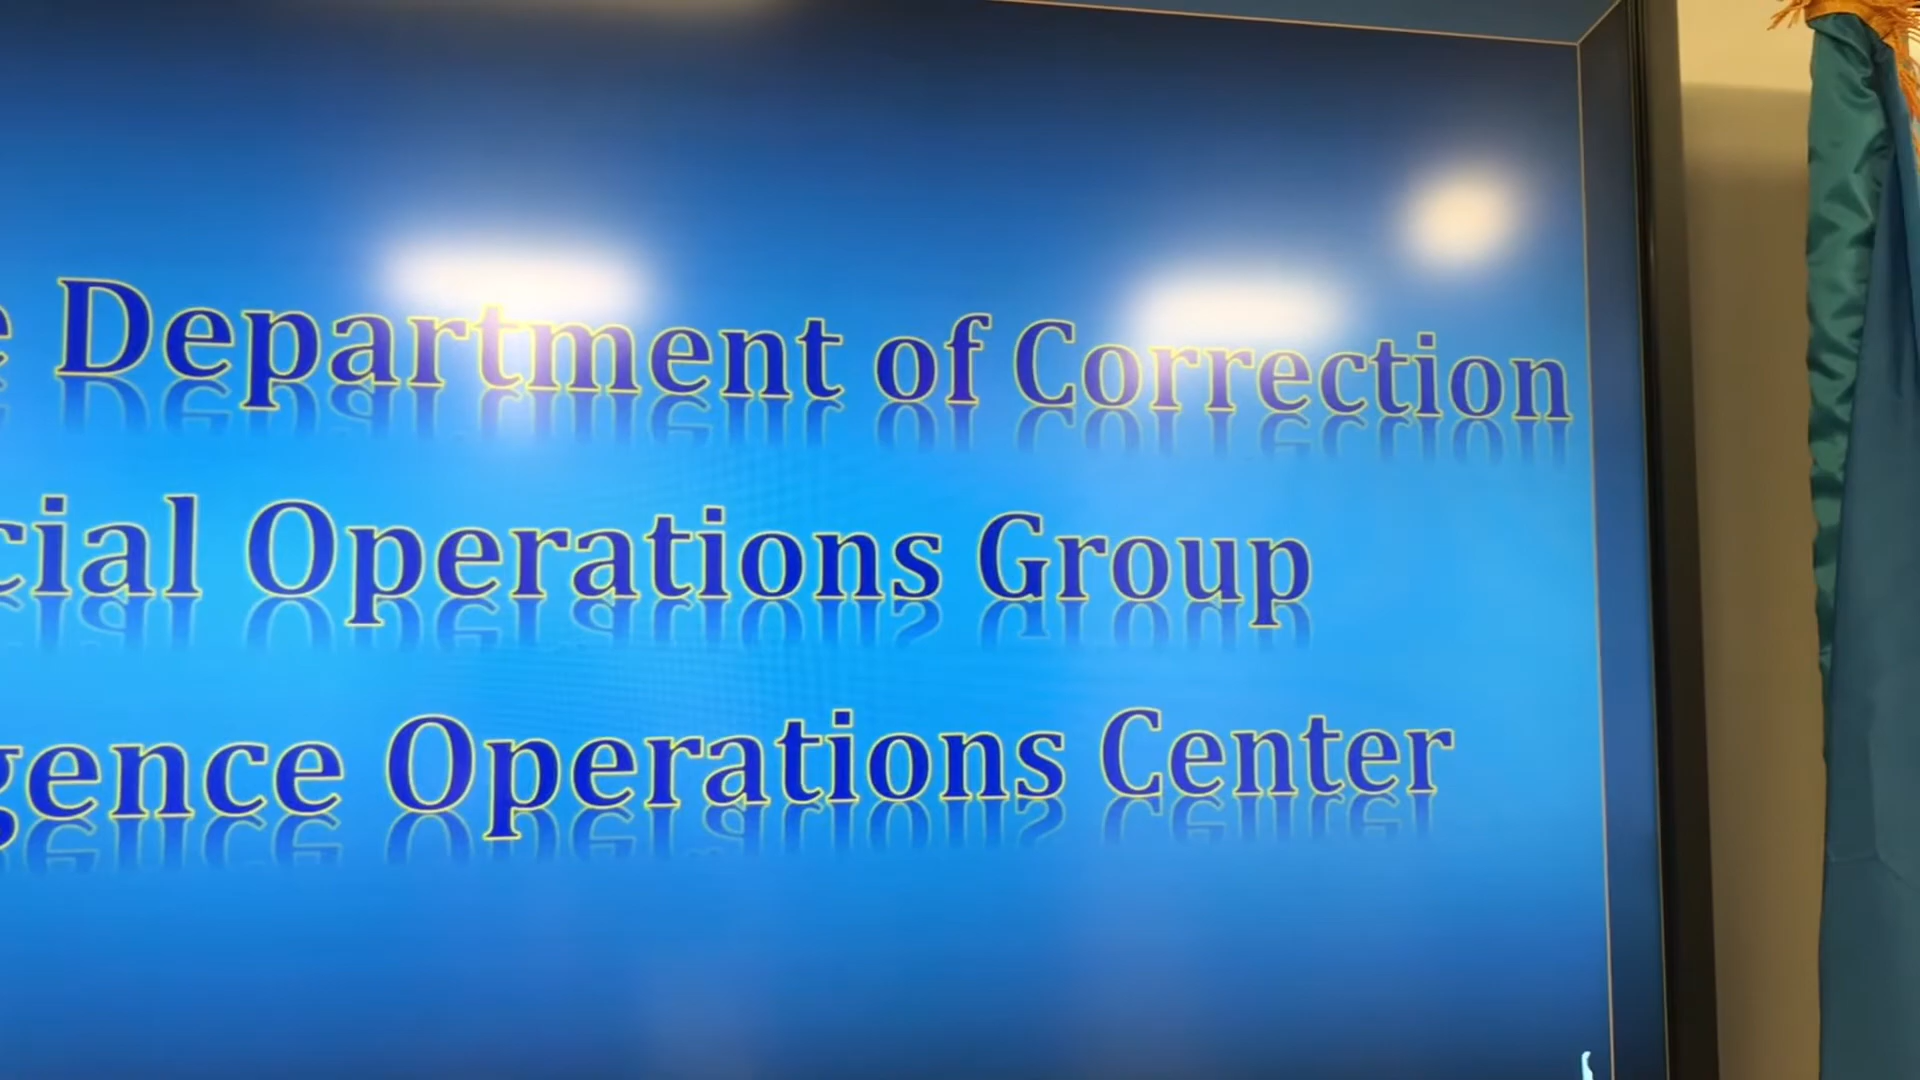 e Department of Correction
cial Operations Group
gence Operations Center